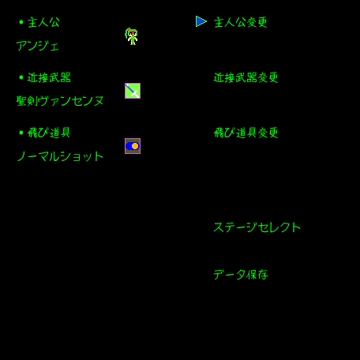 ・主人公
アンジェ
・近接武器
聖剣ヴァンセンヌ
・飛び道具
ノーマルショット
主人公変更
近接武器変更
飛び道具変更
ステージセレクト
データ保存